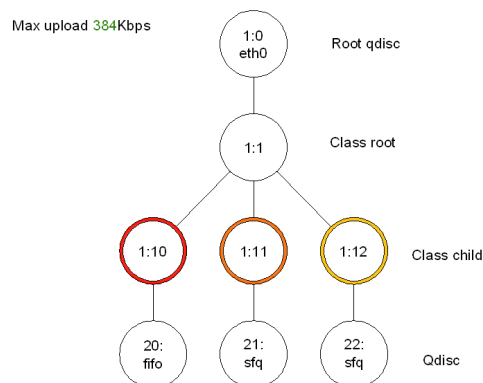 Max upload 384Kbps
1:0
eth0
Root qdisc
1:1
Class root
1:10
1:11
1:12
Class child
20:
fifo
21:
sfq
22:
sfq
Qdisc